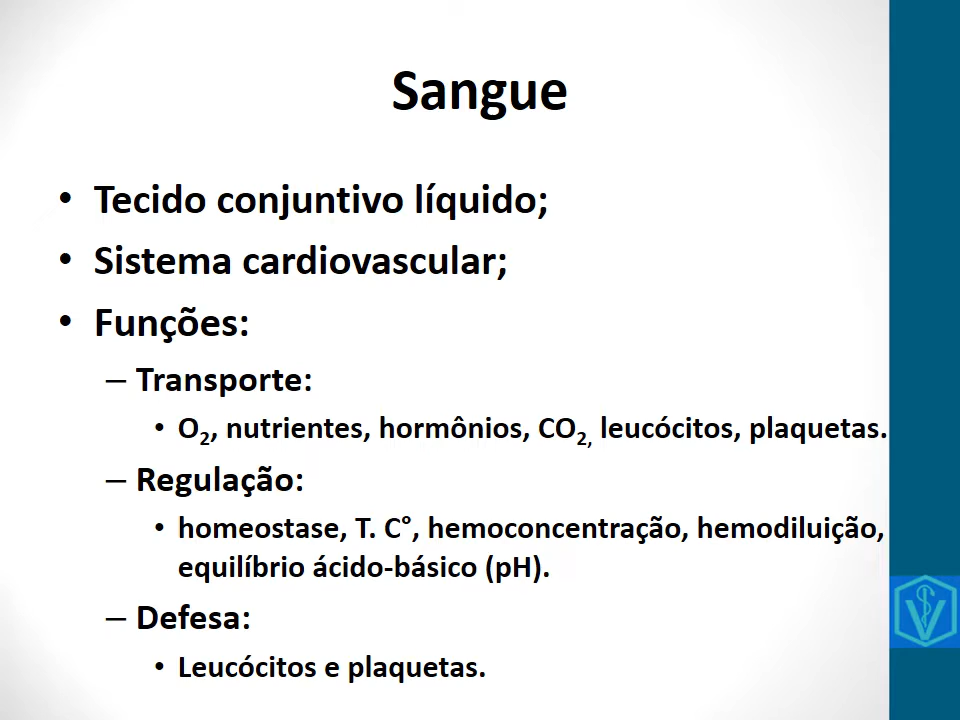 Sangue
• Tecido conjuntivo líquido;
• Sistema cardiovascular;
• Funções:
– Transporte:
• O₂, nutrientes, hormônios, CO₂, leucócitos, plaquetas.
– Regulação:
• homeostase, T. C°, hemoconcentração, hemodiluição,
equilíbrio ácido-básico (pH).
– Defesa:
• Leucócitos e plaquetas.
V